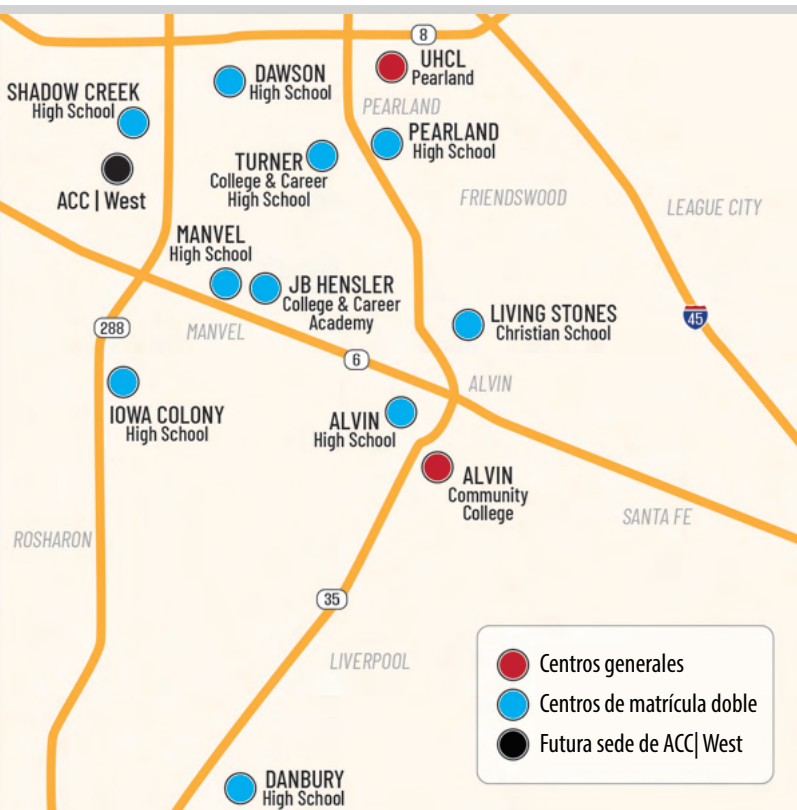 8
UHCL
Pearland
DAWSON
High School
SHADOW CREEK
High School
PEARLAND
PEARLAND
High School
TURNER
College & Career
High School
ACC | West
FRIENDSWOOD
LEAGUE CITY
MANVEL
High School
JB HENSLER
College & Career
Academy
LIVING STONES
Christian School
45
288
MANVEL
6
ALVIN
IOWA COLONY
High School
ALVIN
High School
ALVIN
Community
College
SANTA FE
ROSHARON
35
LIVERPOOL
Centros generales
Centros de matrícula doble
Futura sede de ACC| West
DANBURY
High School